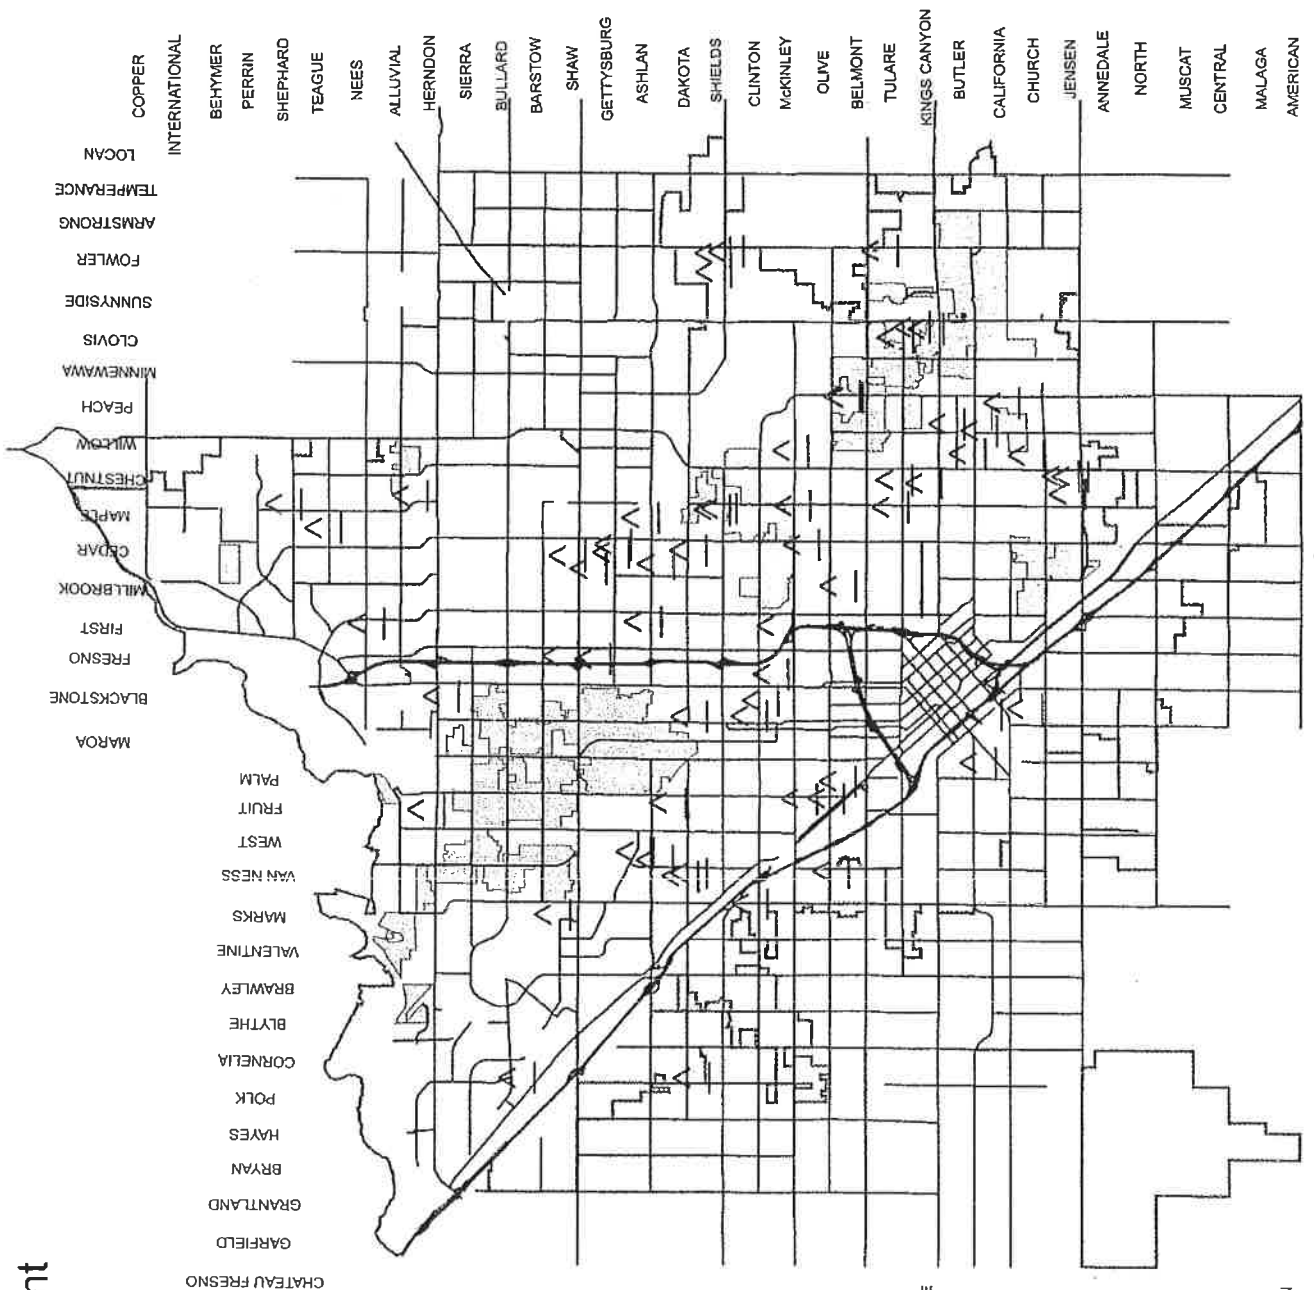 COPPER
INTERNATIONAL
BEHYMER
PERRIN
SHEPHARD
TEAGUE
NEES
ALLUVIAL
HERNDON
SIERRA
BULLARD
BARSTOW
SHAW
GETTYSBURG
ASHLAN
DAKOTA
SHIELDS
CLINTON
McKINLEY
OLIVE
BELMONT
TULARE
KINGS CANYON
BUTLER
CALIFORNIA
CHURCH
JENSEN
ANNEDALE
NORTH
MUSCAT
CENTRAL
MALAGA
AMERICAN
LOCAN
TEMPERANCE
ARMSTRONG
FOWLER
SUNNYSIDE
CLOVIS
MINNEWAWA
PEACH
WILLOW
CHESTNUT
MAPLE
CEDAR
MILLBROOK
FIRST
FRESNO
BLACKSTONE
MAROA
PALM
FRUIT
WEST
VAN NESS
MARKS
VALENTINE
BRAWLEY
BLYTHE
CORNELIA
POLK
HAYES
BRYAN
GRANTLAND
GARFIELD
CHATEAU FRESNO
nt